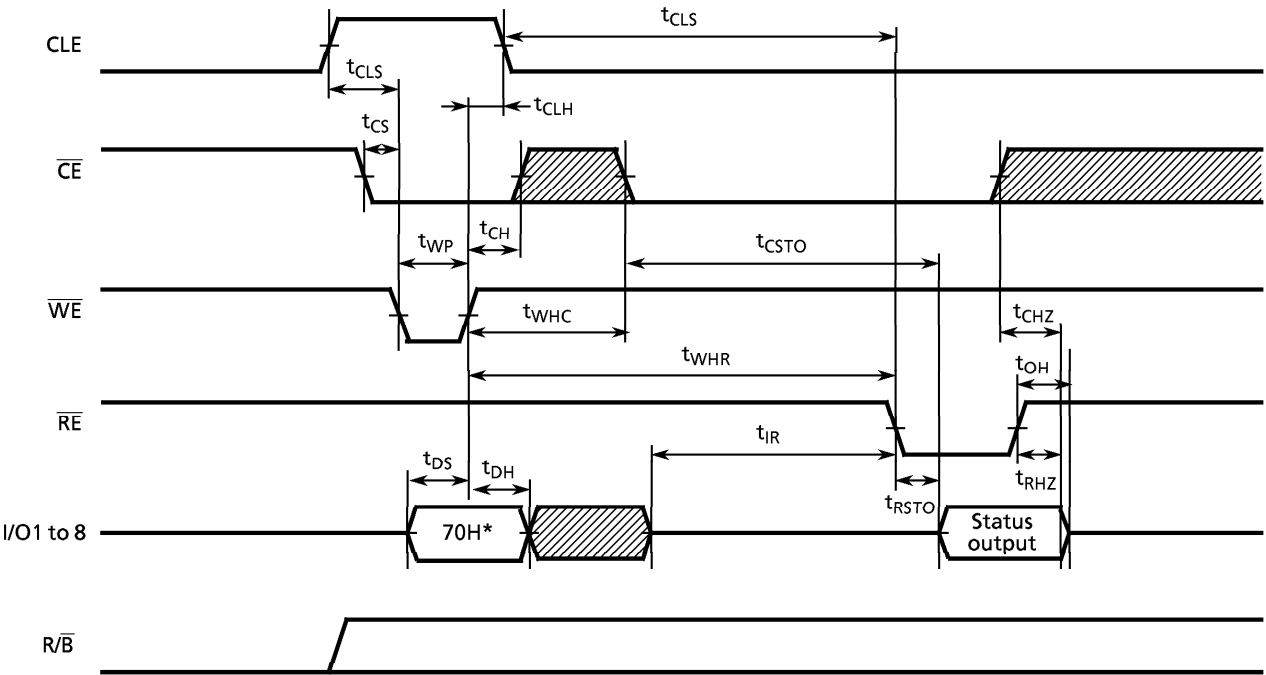 tCLS
CLE
tCLS
tCLH
tCS
CE
tCH
tWP
tCSTO
WE
tWHC
tCHZ
tWHR
tOH
RE
tIR
tDS
tDH
tRHZ
tRSTO
I/O1 to 8
70H*
Status
output
R/B